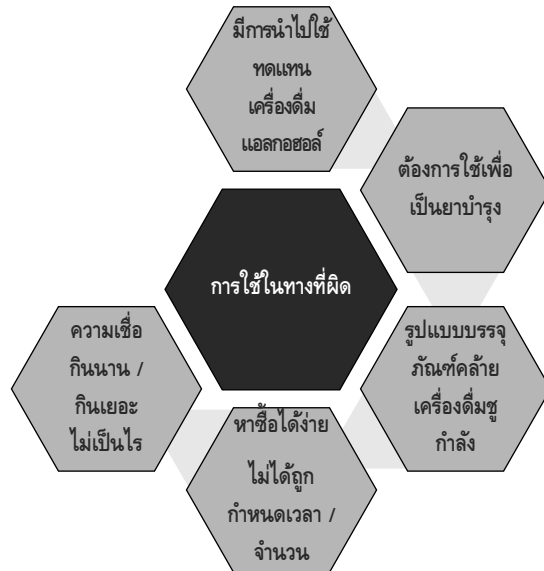 มีการนำไปใช้
ทดแทน
เครื่องดื่ม
แอลกอฮอล์
ต้องการใช้เพื่อ
เป็นยาบำรุง
การใช้ในทางที่ผิด
รูปแบบบรรจุ
ภัณฑ์คล้าย
เครื่องดื่มชู
กำลัง
หาซื้อได้ง่าย
ไม่ได้ถูก
กำหนดเวลา /
จำนวน
ความเชื่อ
กินนาน /
กินเยอะ
ไม่เป็นไร